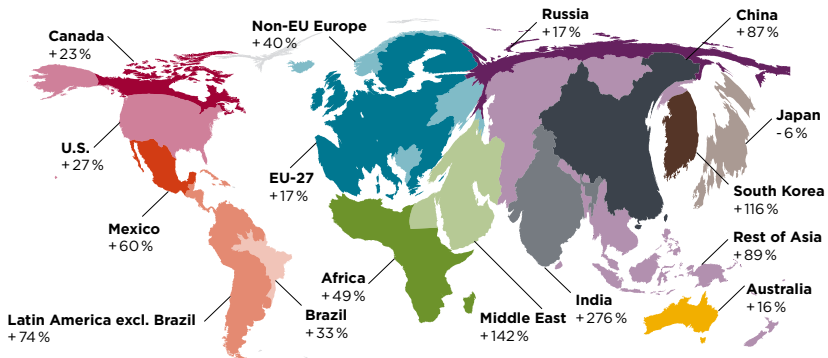 Canada
+23%
U.S.
+27%
Mexico
+60%
Latin America excl. Brazil
+74%
Brazil
+33%
Non-EU Europe
+40%
EU-27
+17%
Africa
+49%
Middle East
+142%
Russia
+17%
China
+87%
Japan
-6%
South Korea
+116%
Rest of Asia
+89%
India
+276%
Australia
+16%